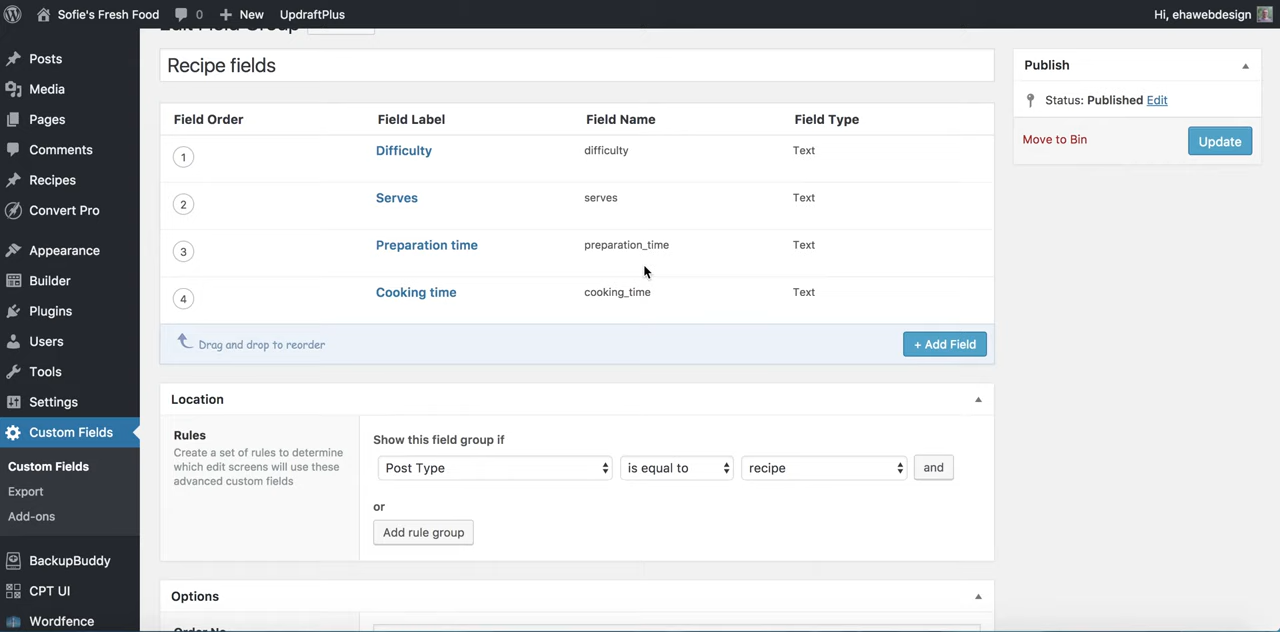 Sofie's Fresh Food 0 New UpdraftPlus Hi, ehawebdesign
Posts
Media
Pages
Comments
Recipes
Convert Pro
Appearance
Builder
Plugins
Users
Tools
Settings
Custom Fields
Custom Fields
Export
Add-ons
BackupBuddy
CPT UI
Wordfence
Edit Field Group
Recipe fields
Field Order Field Label Field Name Field Type
1 Difficulty difficulty Text
2 Serves serves Text
3 Preparation time preparation_time Text
4 Cooking time cooking_time Text
Drag and drop to reorder + Add Field
Location
Rules
Create a set of rules to determine
which edit screens will use these
advanced custom fields
Show this field group if
Post Type is equal to recipe and
or
Add rule group
Options
Order No.
Publish
Status: Published Edit
Move to Bin Update